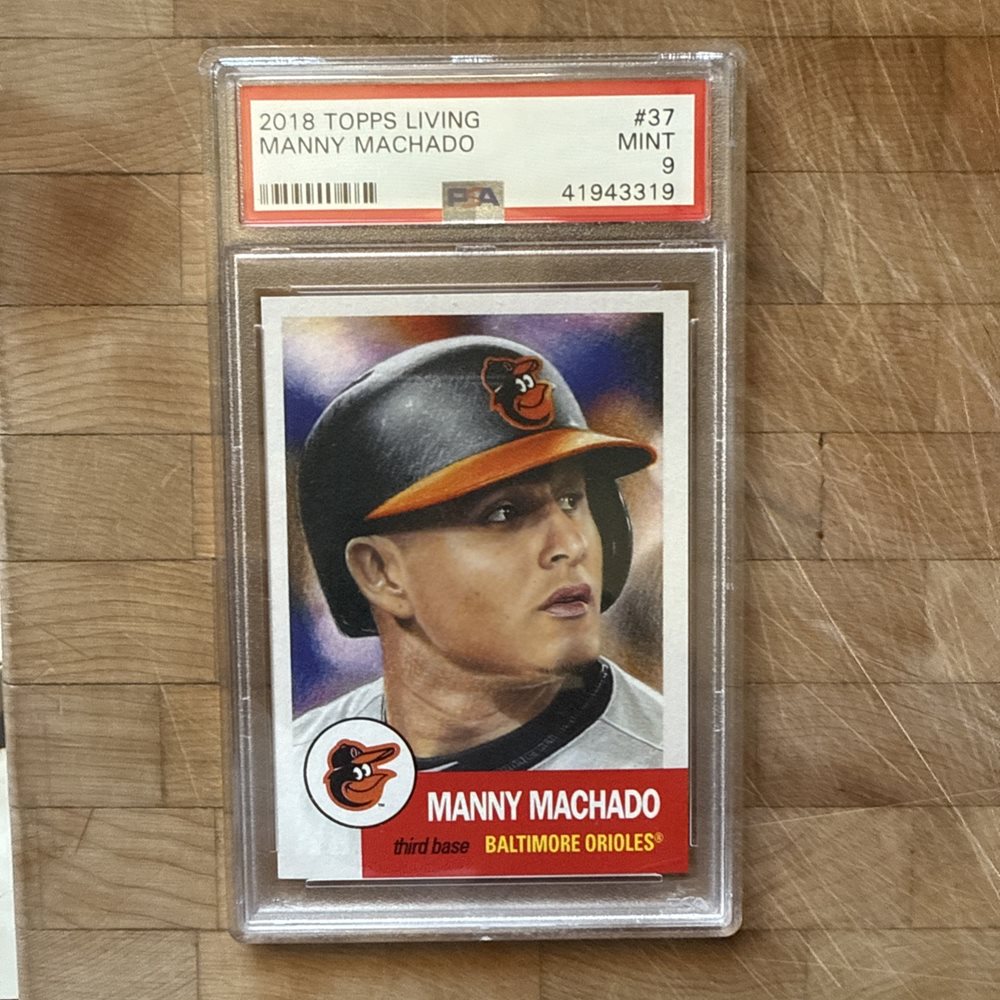 2018 TOPPS LIVING #37
MANNY MACHADO MINT
9
PSA 41943319
MANNY MACHADO
third base BALTIMORE ORIOLES®